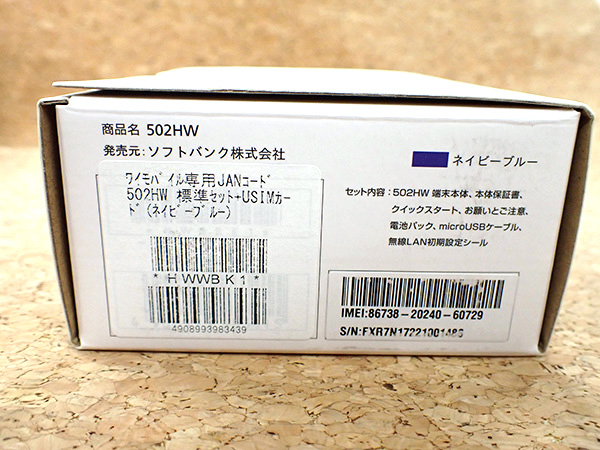 商品名 502HW
発売元:ソフトバンク株式会社
ワイモバイル専用JANコード
502HW 標準セット+USIMカー
ド(ネイビーブルー)
* H WWB K 1 *
4908993983439
ネイビーブルー
セット内容:502HW 端末本体、本体保証書、
クイックスタート、お願いとご注意、
電池パック、microUSBケーブル、
無線LAN初期設定シール
IMEI:86738-20240-60729
S/N:FXR7N17221001486